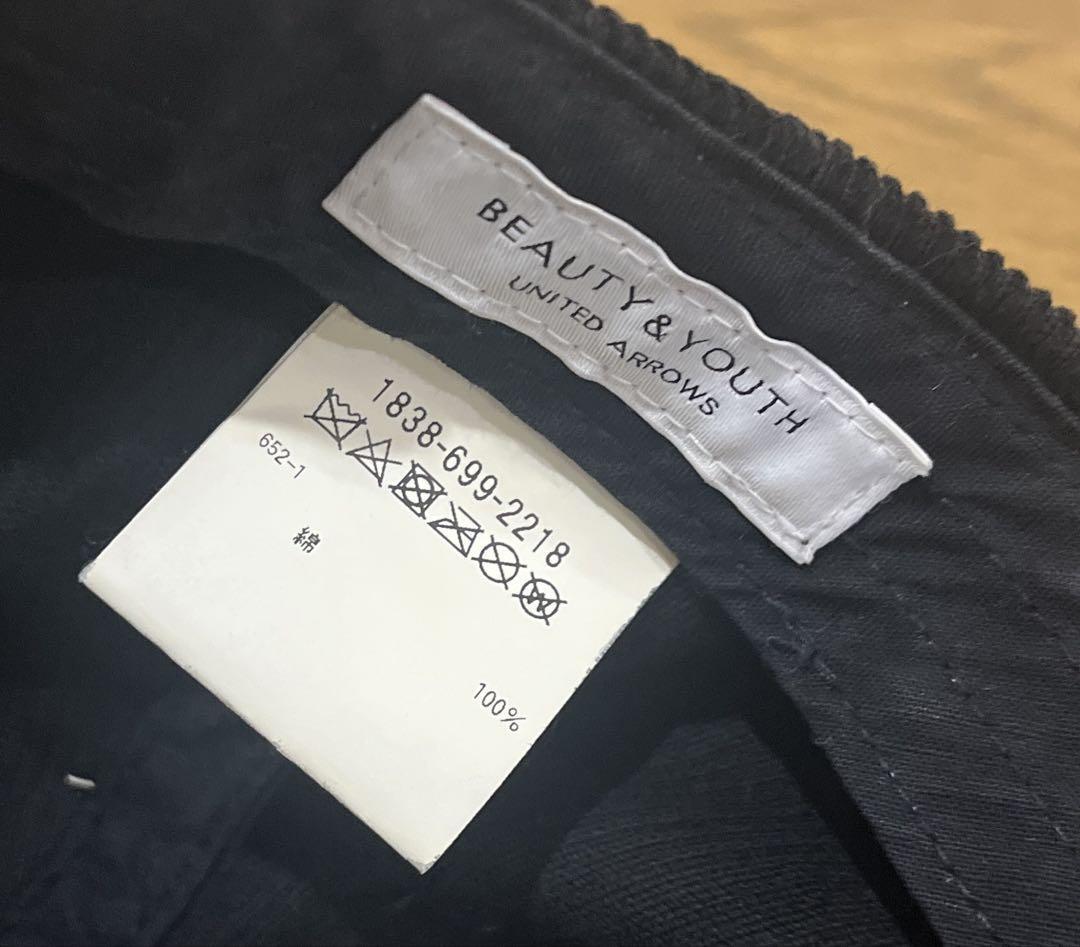 BEAUTY&YOUTH
UNITED ARROWS
1838-699-2218
652-1
綿
100%